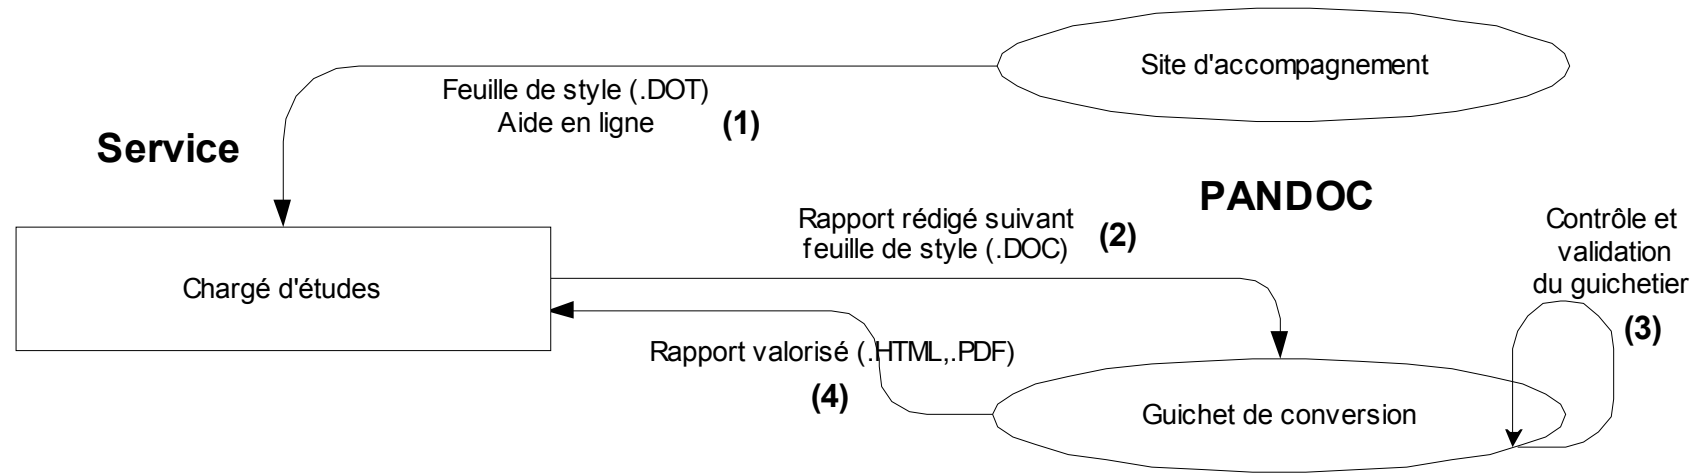 Site d'accompagnement
Feuille de style (.DOT)
Aide en ligne
(1)
Service
PANDOC
Rapport rédigé suivant
feuille de style (.DOC)
(2)
Contrôle et
validation
du guichetier
(3)
Chargé d'études
Rapport valorisé (.HTML,.PDF)
(4)
Guichet de conversion